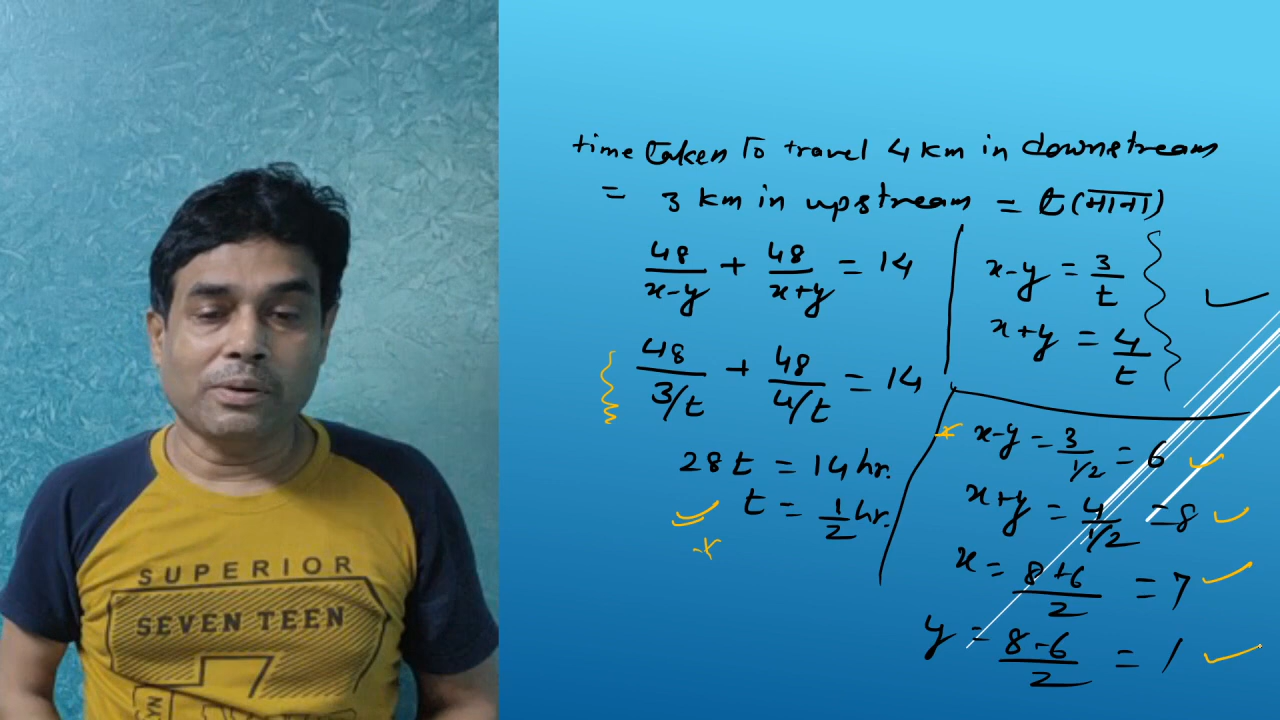 time taken to travel 4 km in downstream
= 3 km in upstream = t (माना)
48/(x-y) + 48/(x+y) = 14
x-y = 3/t
x+y = 4/t
48/(3/t) + 48/(4/t) = 14
28t = 14 hr.
t = 1/2 hr.
x-y = 3/(1/2) = 6
x+y = 4/(1/2) = 8
x = (8+6)/2 = 7
y = (8-6)/2 = 1
SUPERIOR
SEVEN TEEN
7